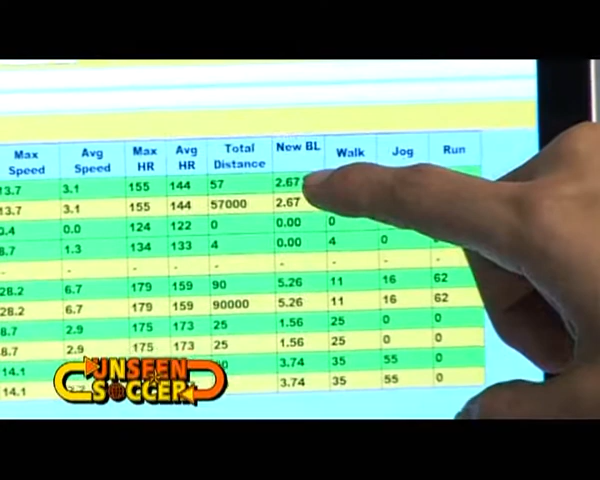 Max Speed Avg Speed Max HR Avg HR Total Distance New BL Walk Jog Run
13.7 3.1 155 144 57 2.67
13.7 3.1 155 144 57000 2.67
0.4 0.0 124 122 0 0.00 0
8.7 1.3 134 133 4 0.00 4 0
- - - - - - - - -
28.2 6.7 179 159 90 5.26 11 16 62
28.2 6.7 179 159 90000 5.26 11 16 62
8.7 2.9 175 173 25 1.56 25 0 0
8.7 2.9 175 173 25 1.56 25 0 0
14.1 3.74 35 55 0
14.1 3.74 35 55 0
UNSEEN
SOCCER